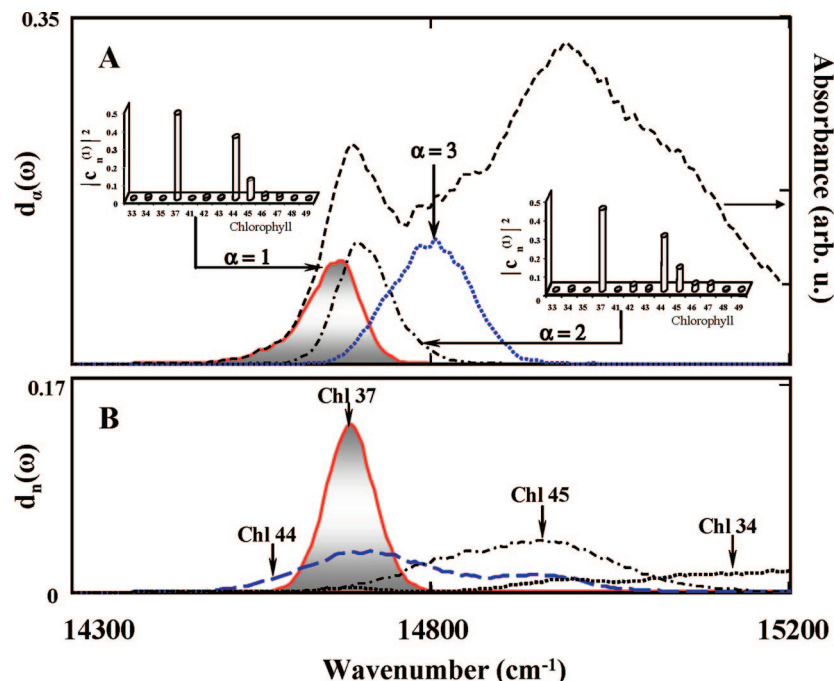 0.35
A
d_α(ω)
Absorbance (arb. u.)
|c_n^(1)|^2
0.5
0.4
0.3
0.2
0.1
0
33 34 35 37 41 42 43 44 45 46 47 48 49
Chlorophyll
α = 1
α = 3
|c_n^(1)|^2
0.5
0.4
0.3
0.2
0.1
0
33 34 35 37 41 42 43 44 45 46 47 48 49
Chlorophyll
α = 2
0.17
B
d_n(ω)
Chl 37
Chl 44
Chl 45
Chl 34
0
14300 14800 15200
Wavenumber (cm⁻¹)